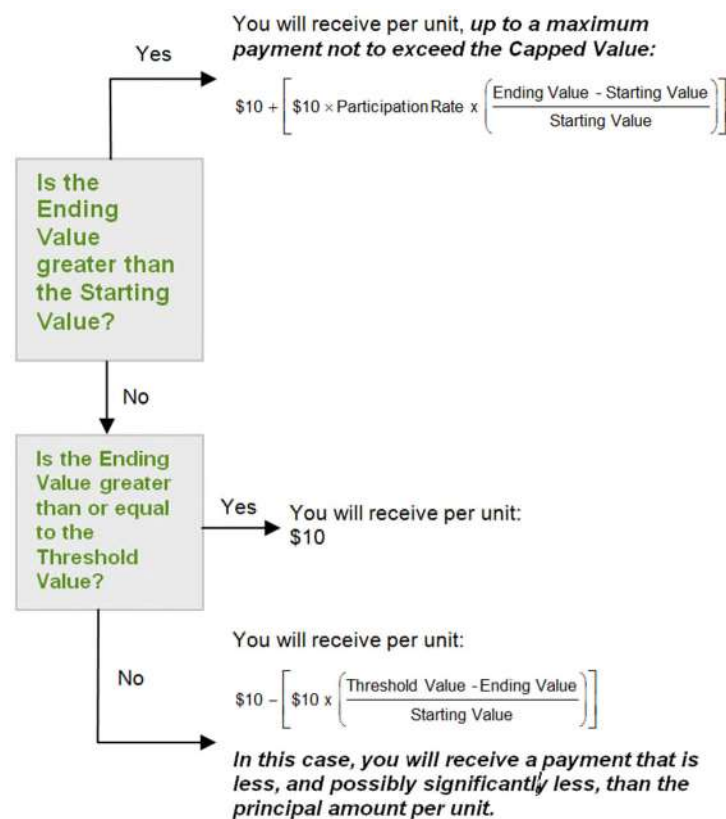 You will receive per unit, up to a maximum
payment not to exceed the Capped Value:
Yes
$10 + [ $10 × Participation Rate x ( Ending Value - Starting Value / Starting Value ) ]
Is the
Ending
Value
greater than
the Starting
Value?
No
Is the Ending
Value greater
than or equal
to the
Threshold
Value?
Yes
You will receive per unit:
$10
No
You will receive per unit:
$10 – [ $10 x ( Threshold Value - Ending Value / Starting Value ) ]
In this case, you will receive a payment that is
less, and possibly significantly less, than the
principal amount per unit.